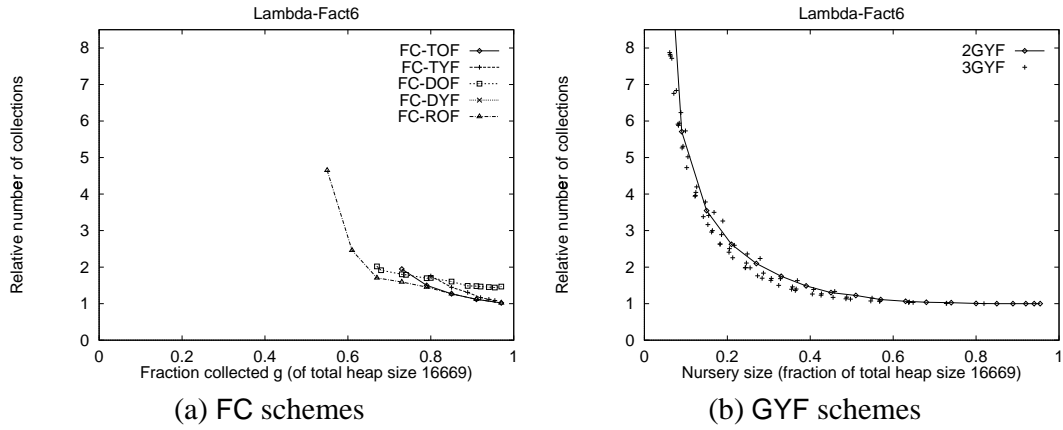 Lambda-Fact6
Relative number of collections
8
7
6
5
4
3
2
1
0
FC-TOF
FC-TYF
FC-DOF
FC-DYF
FC-ROF
0 0.2 0.4 0.6 0.8 1
Fraction collected g (of total heap size 16669)
(a) FC schemes
Lambda-Fact6
Relative number of collections
8
7
6
5
4
3
2
1
0
2GYF
3GYF
0 0.2 0.4 0.6 0.8 1
Nursery size (fraction of total heap size 16669)
(b) GYF schemes